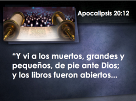 Apocalipsis 20:12
"Y vi a los muertos, grandes y
pequeños, de pie ante Dios;
y los libros fueron abiertos...